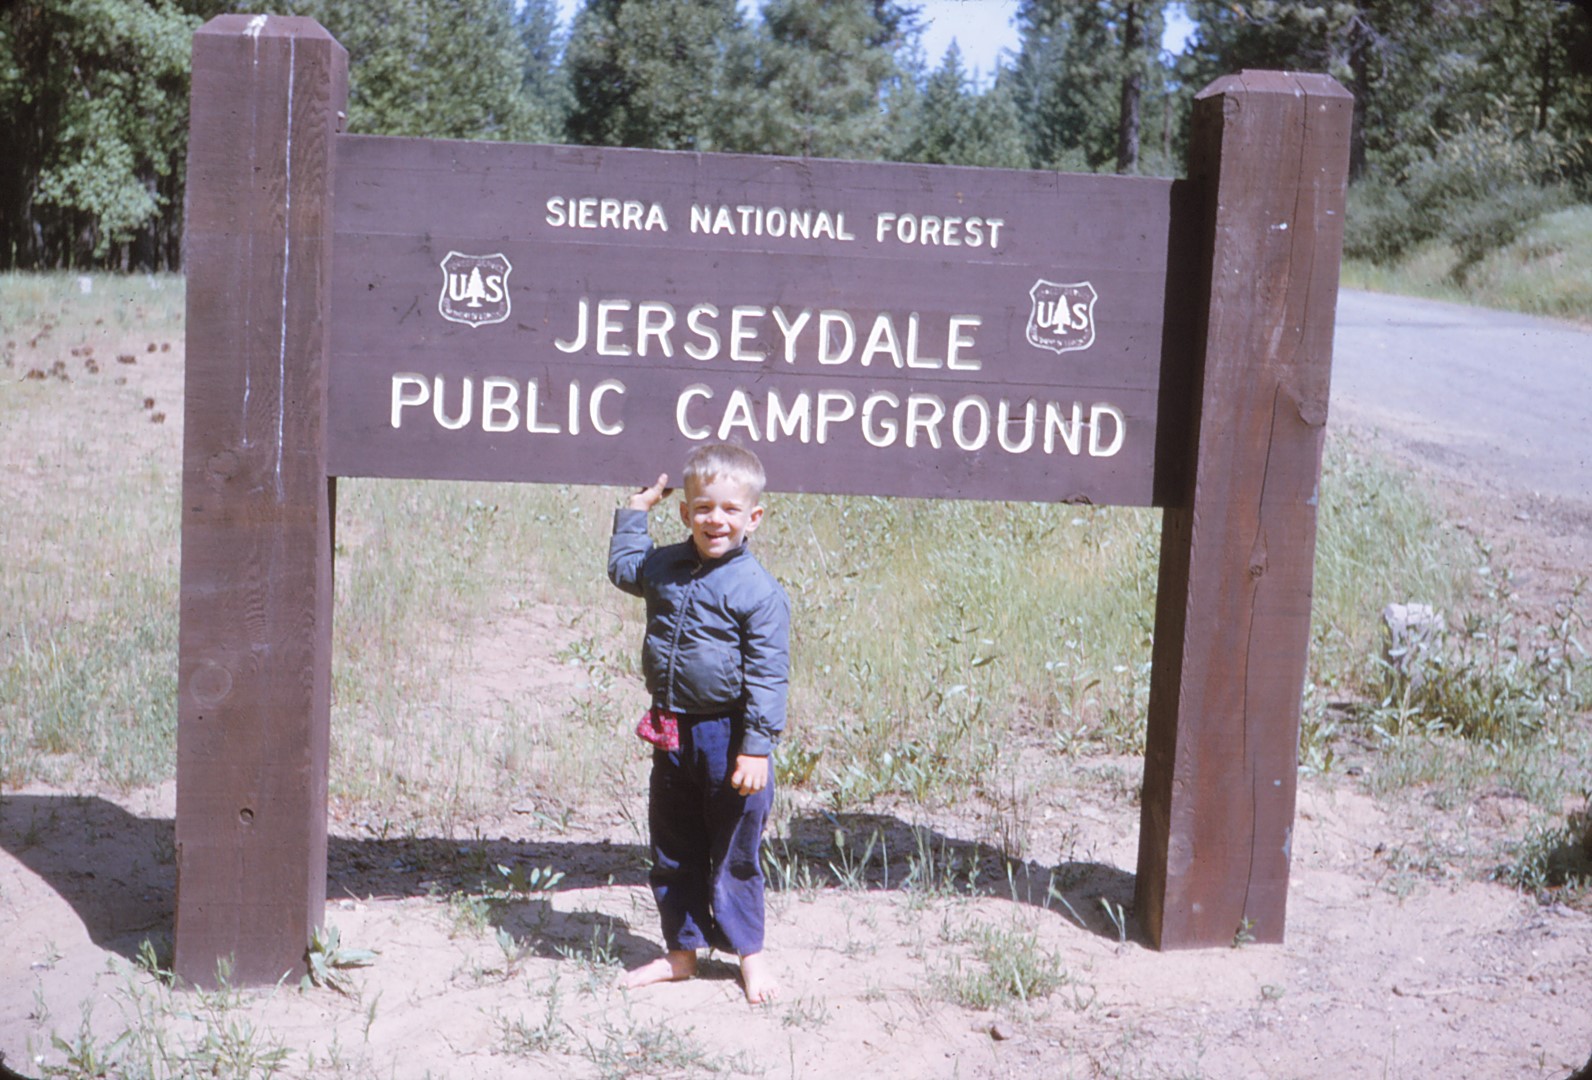 SIERRA NATIONAL FOREST
US
US
JERSEYDALE
PUBLIC CAMPGROUND